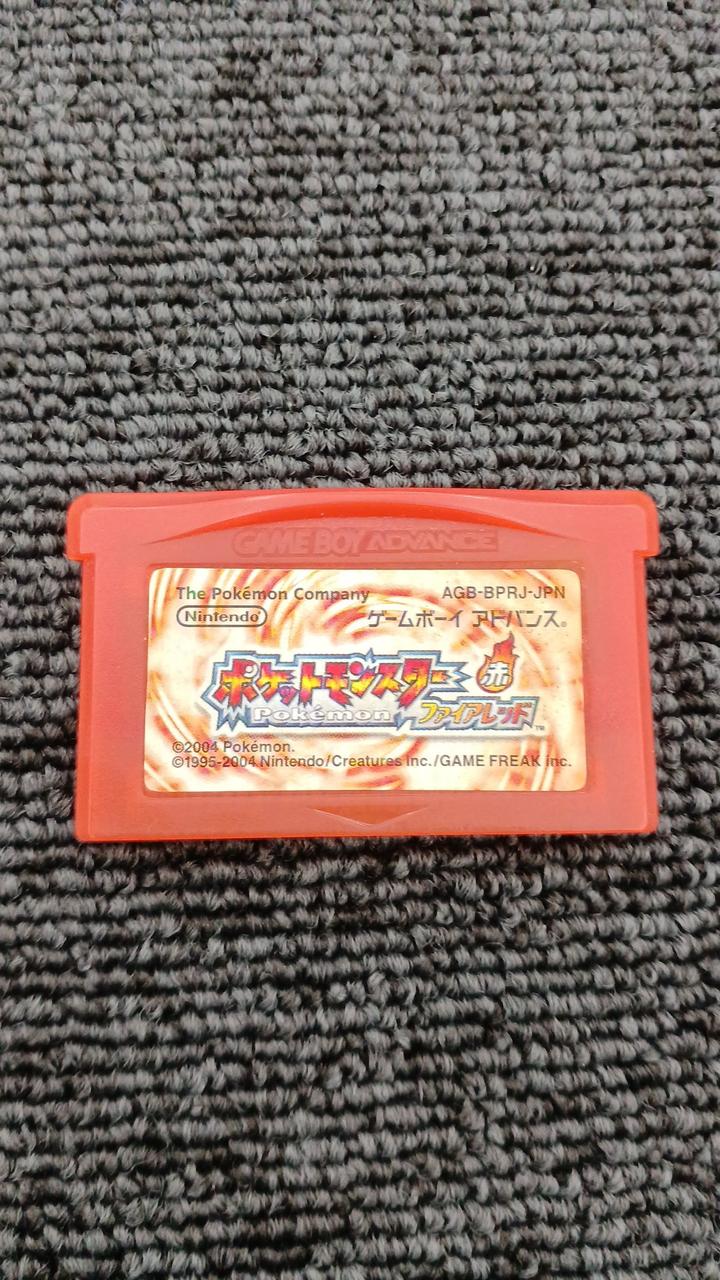 GAME BOY ADVANCE
The Pokémon Company AGB-BPRJ-JPN
Nintendo® ゲームボーイ アドバンス®
ポケットモンスター 赤
Pokémon ファイアレッド™
©2004 Pokémon.
©1995-2004 Nintendo/Creatures inc./GAME FREAK inc.